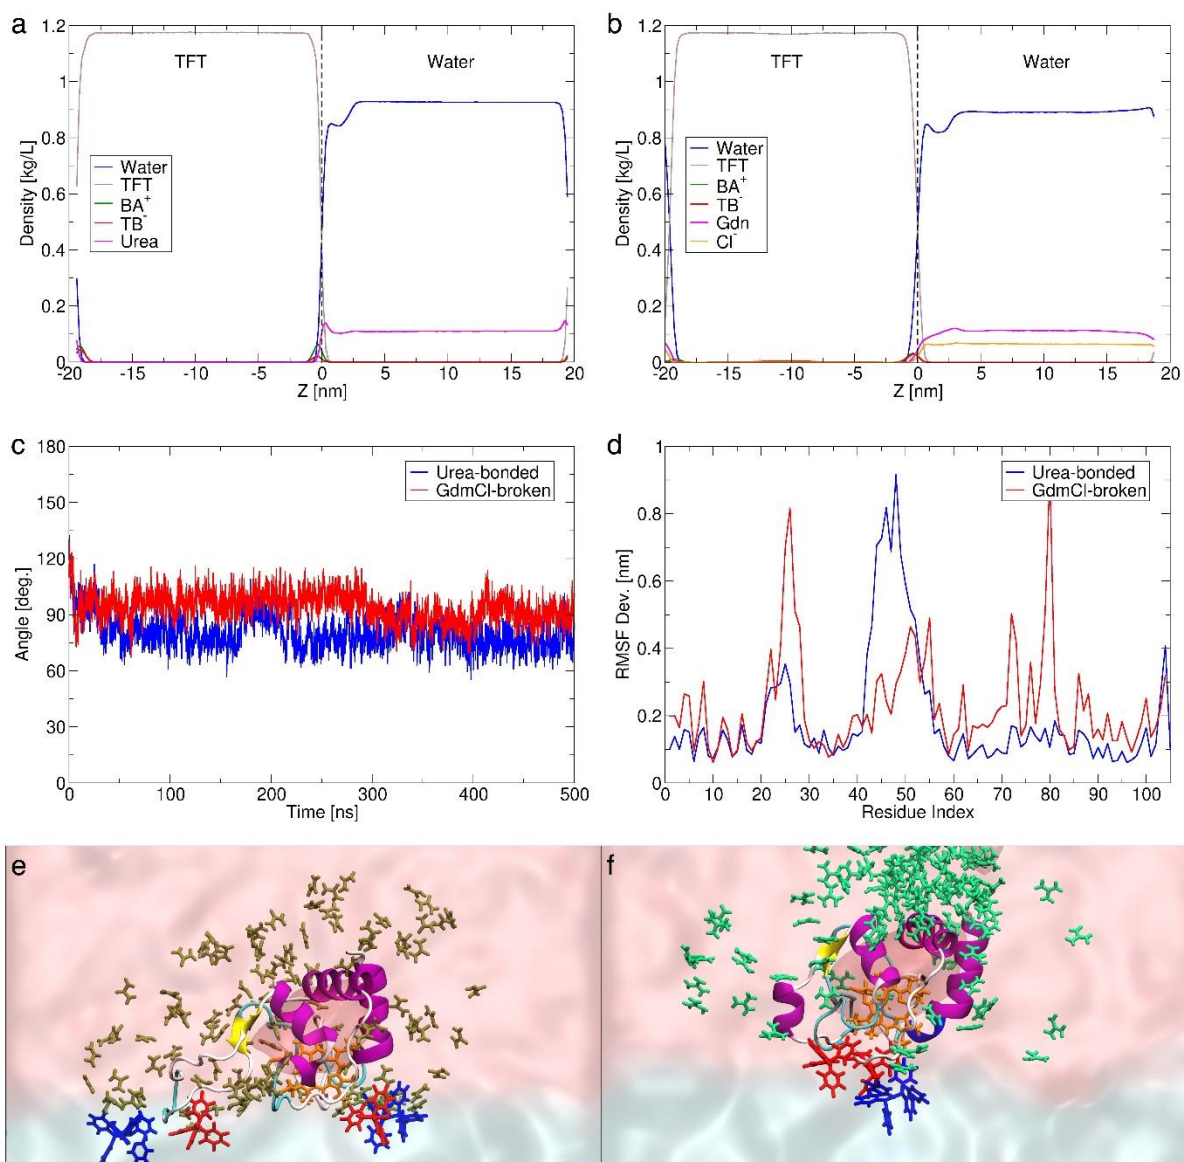 a
1.2
1
0.8
0.6
0.4
0.2
0
Density [kg/L]
TFT
Water
Water
TFT
BA⁺
TB⁻
Urea
-20 -15 -10 -5 0 5 10 15 20
Z [nm]
b
1.2
1
0.8
0.6
0.4
0.2
0
Density [kg/L]
TFT
Water
Water
TFT
BA⁺
TB⁻
Gdn
Cl⁻
-20 -15 -10 -5 0 5 10 15 20
Z [nm]
c
180
150
120
90
60
30
0
Angle [deg.]
Urea-bonded
GdmCl-broken
0 100 200 300 400 500
Time [ns]
d
1
0.8
0.6
0.4
0.2
0
RMSF Dev. [nm]
Urea-bonded
GdmCl-broken
0 10 20 30 40 50 60 70 80 90 100
Residue Index
e
f